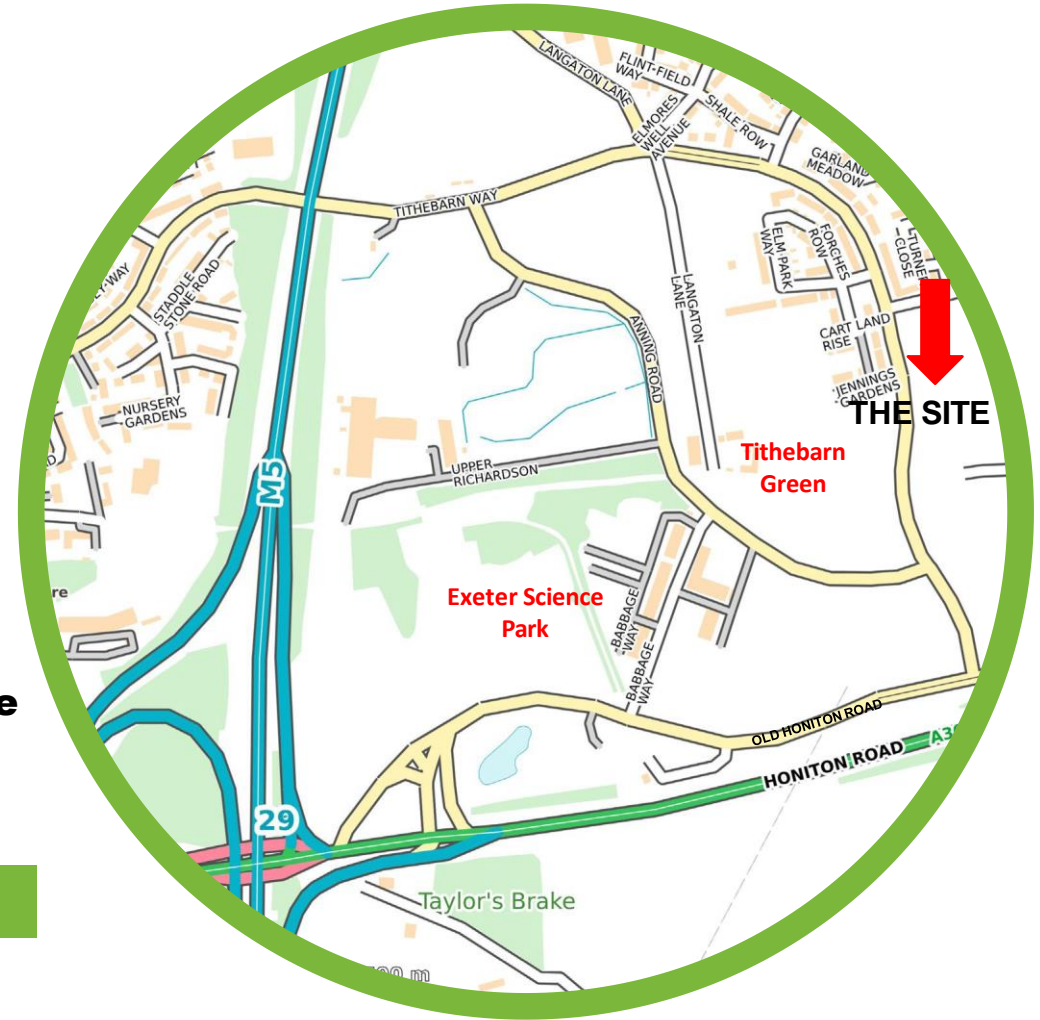 LANGATON LANE
FLINT-FIELD
WAY
SHALE ROW
ELMORES
WELL
AVENUE
GARLAND
MEADOW
TITHEBARN WAY
ELM PARK
WAY
FORCHES
ROW
CLOSE
STADDLE
STONE ROAD
LANGATON
LANE
ANNING ROAD
CART LAND
RISE
JENNINGS
GARDENS
THE SITE
NURSERY
GARDENS
M5
UPPER
RICHARDSON
Tithebarn
Green
Exeter Science
Park
BABBAGE
WAY
BABBAGE
WAY
OLD HONITON ROAD
HONITON ROAD
29
Taylor's Brake